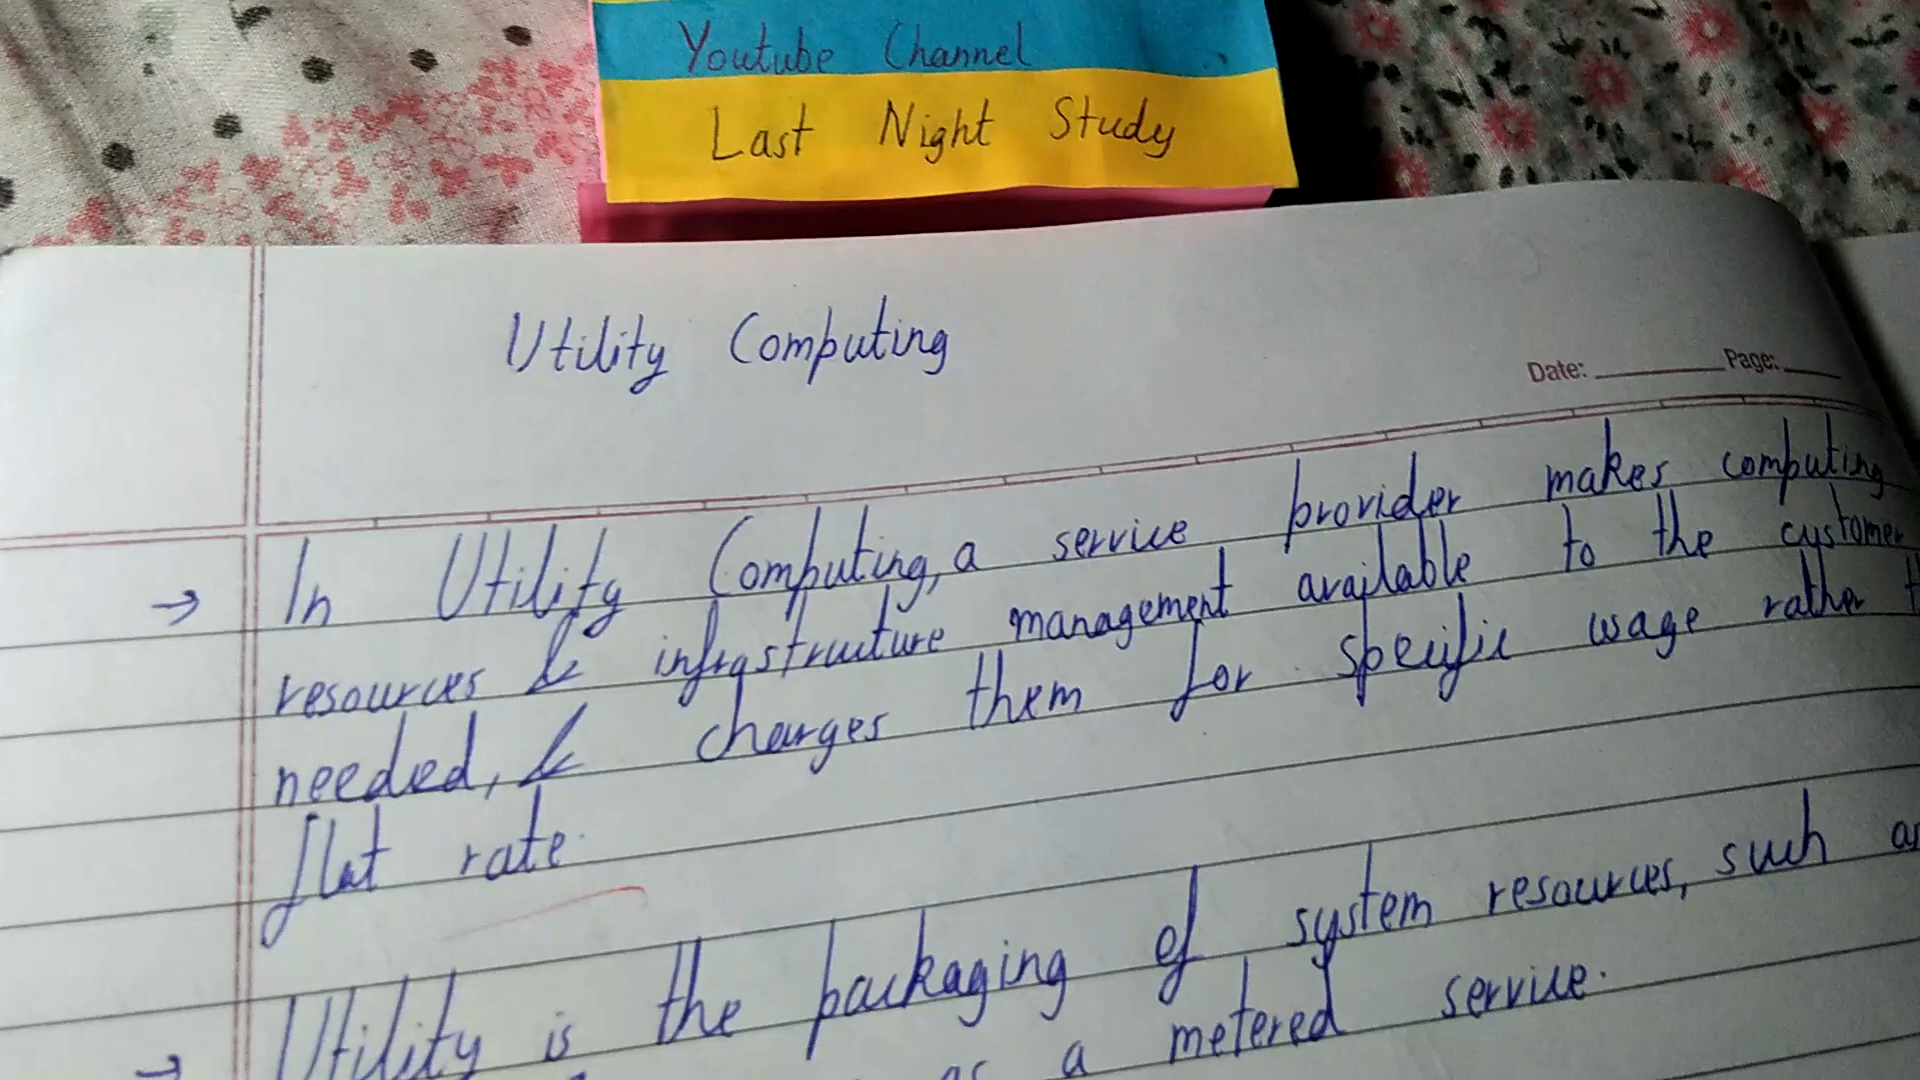 Youtube Channel
Last Night Study
Utility Computing
Date: Page:
→ In Utility Computing, a service provider makes computing
resources & infrastructure management available to the customer
needed, & charges them for specific usage rather
flat rate.
→ Utility is the packaging of system resources, such as
as a metered service.